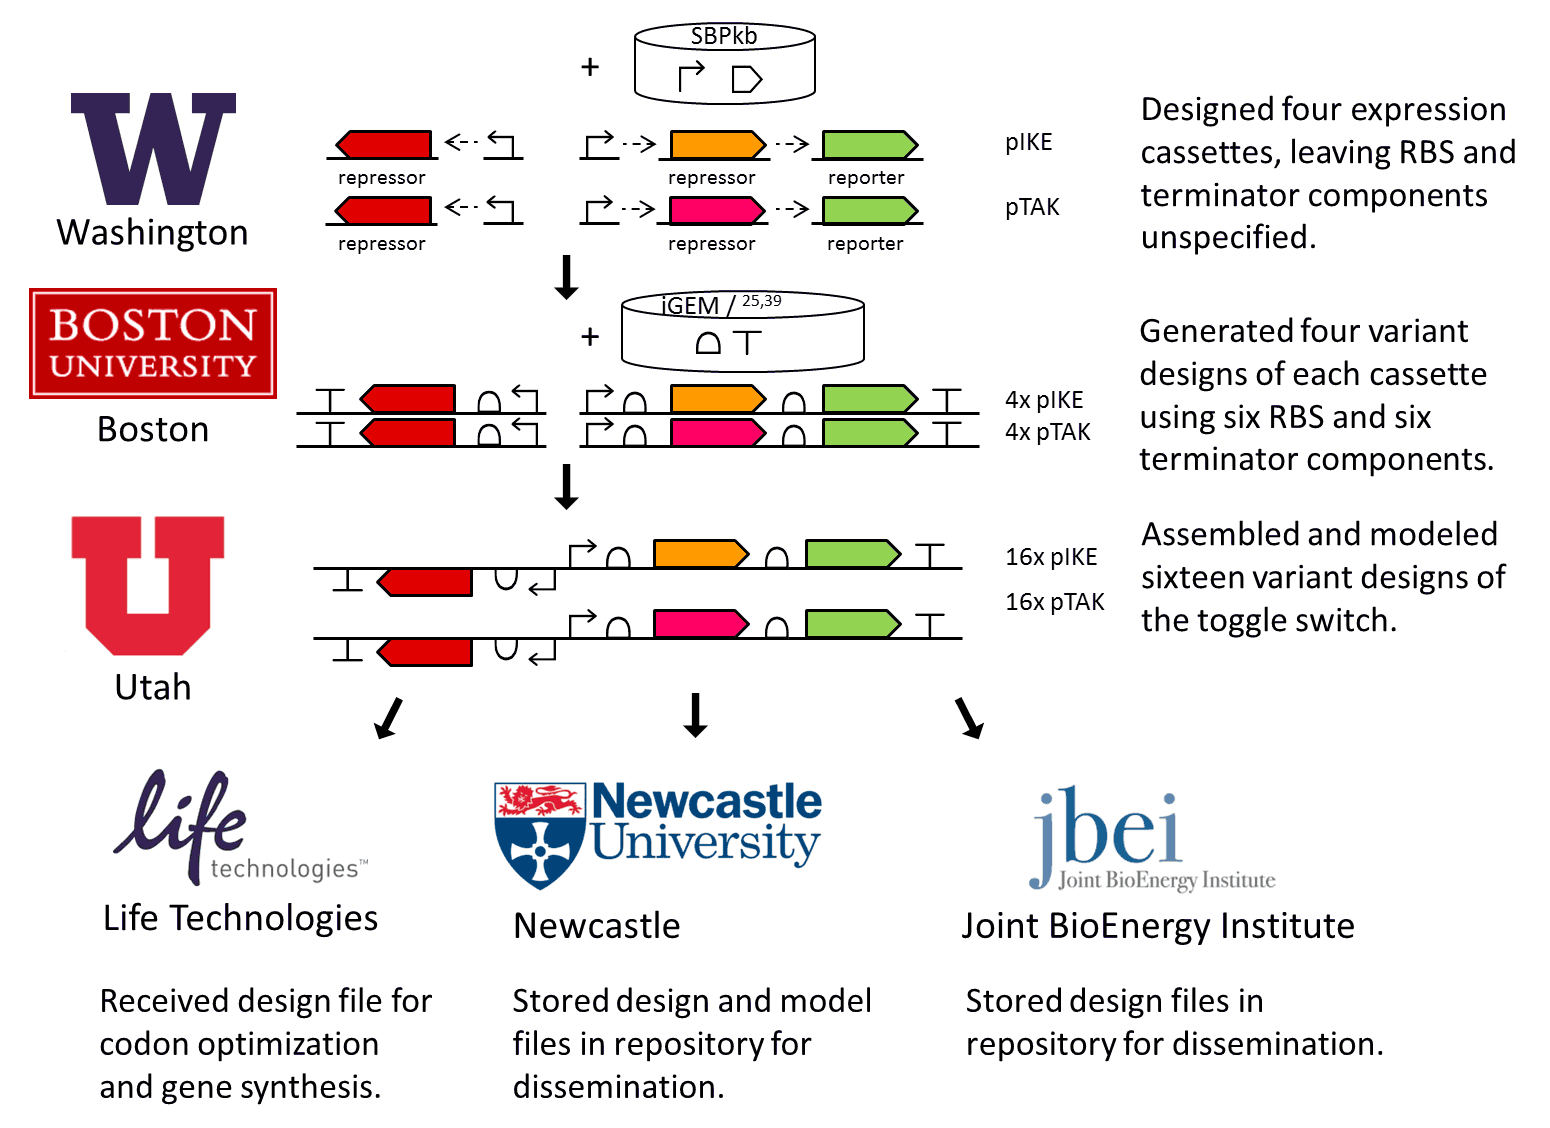 SBPkb
+
W
Washington
repressor
repressor
reporter
pIKE
repressor
repressor
reporter
pTAK
Designed four expression
cassettes, leaving RBS and
terminator components
unspecified.
BOSTON
UNIVERSITY
Boston
iGEM / 25,39
+
4x pIKE
4x pTAK
Generated four variant
designs of each cassette
using six RBS and six
terminator components.
U
Utah
16x pIKE
16x pTAK
Assembled and modeled
sixteen variant designs of
the toggle switch.
life
technologies™
Life Technologies
Received design file for
codon optimization
and gene synthesis.
Newcastle
University
Newcastle
Stored design and model
files in repository for
dissemination.
jbei
Joint BioEnergy Institute
Joint BioEnergy Institute
Stored design files in
repository for dissemination.